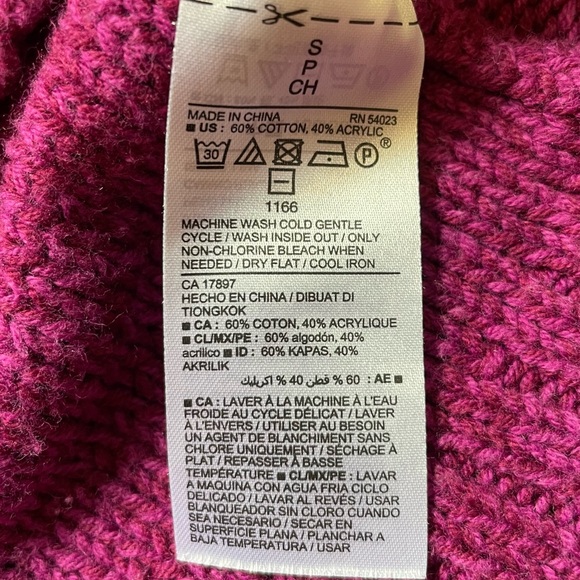 S
P
CH
MADE IN CHINA RN 54023
■ US : 60% COTTON, 40% ACRYLIC
30 P ®
1166
MACHINE WASH COLD GENTLE
CYCLE / WASH INSIDE OUT / ONLY
NON-CHLORINE BLEACH WHEN
NEEDED / DRY FLAT / COOL IRON
CA 17897
HECHO EN CHINA / DIBUAT DI
TIONGKOK
■ CA : 60% COTON, 40% ACRYLIQUE
■ CL/MX/PE : 60% algodón, 40%
acrílico ■ ID : 60% KAPAS, 40%
AKRILIK
■ AE : 60 % قطن 40 % اكريليك
■ CA : LAVER À LA MACHINE À L'EAU
FROIDE AU CYCLE DÉLICAT / LAVER
À L'ENVERS / UTILISER AU BESOIN
UN AGENT DE BLANCHIMENT SANS
CHLORE UNIQUEMENT / SÉCHAGE À
PLAT / REPASSER À BASSE
TEMPÉRATURE ■ CL/MX/PE : LAVAR
A MAQUINA CON AGUA FRIA CICLO
DELICADO / LAVAR AL REVÉS / USAR
BLANQUEADOR SIN CLORO CUANDO
SEA NECESARIO / SECAR EN
SUPERFICIE PLANA / PLANCHAR A
BAJA TEMPERATURA / USAR